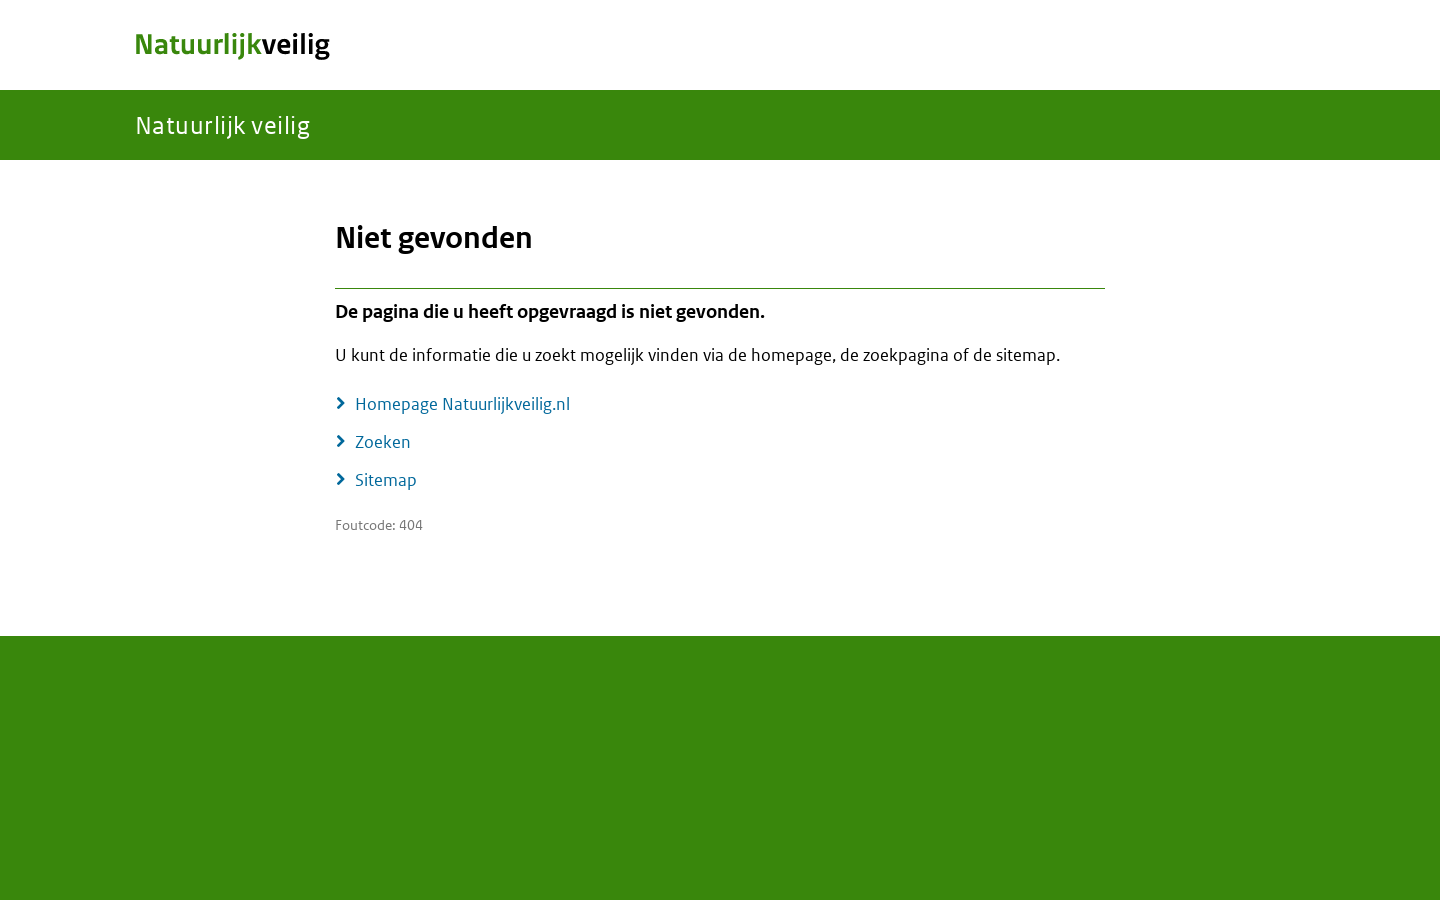 Natuurlijkveilig
Natuurlijk veilig
Niet gevonden
De pagina die u heeft opgevraagd is niet gevonden.
U kunt de informatie die u zoekt mogelijk vinden via de homepage, de zoekpagina of de sitemap.
Homepage Natuurlijkveilig.nl
Zoeken
Sitemap
Foutcode: 404